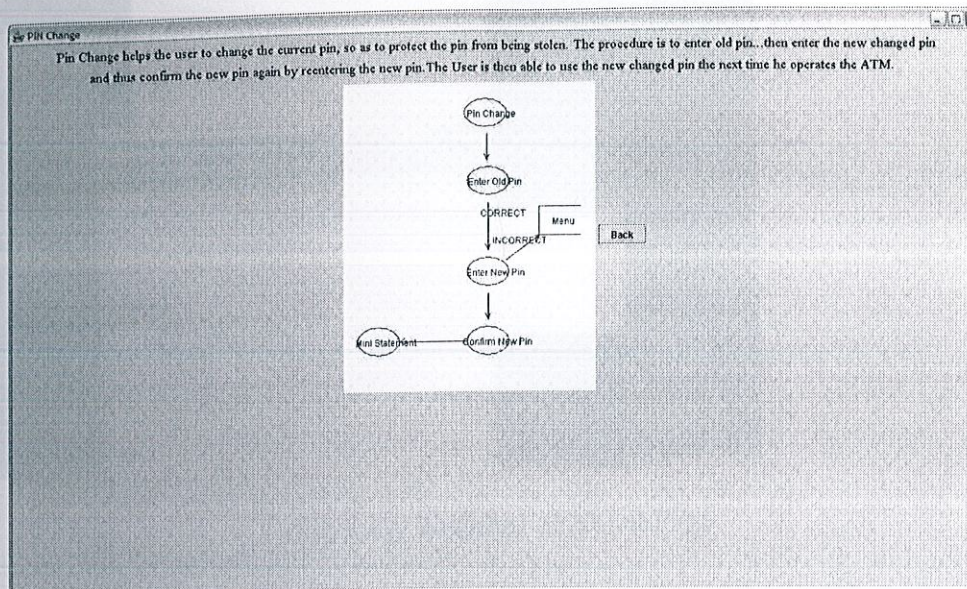 PIN Change
Pin Change helps the user to change the current pin, so as to protect the pin from being stolen. The procedure is to enter old pin...then enter the new changed pin
and thus confirm the new pin again by reentering the new pin.The User is then able to use the new changed pin the next time he operates the ATM.
Pin Change
Enter Old Pin
CORRECT
Manu
INCORRECT
Back
Enter New Pin
Mini Statement
Confirm New Pin